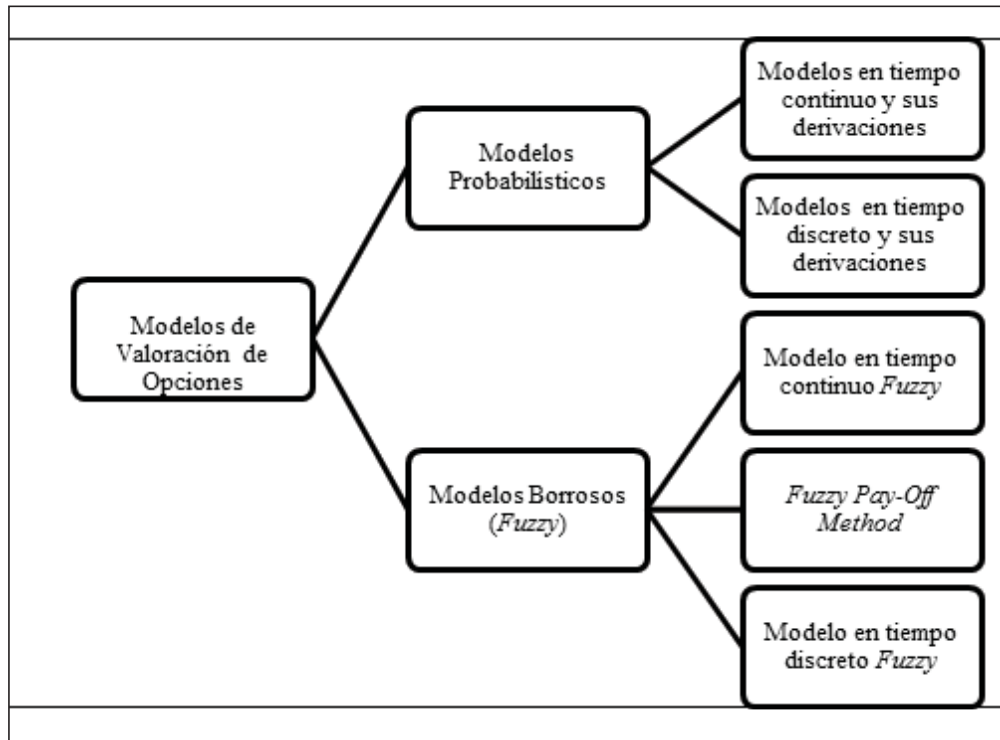 Modelos de
Valoración de
Opciones
Modelos
Probabilísticos
Modelos Borrosos
(Fuzzy)
Modelos en tiempo
continuo y sus
derivaciones
Modelos en tiempo
discreto y sus
derivaciones
Modelo en tiempo
continuo Fuzzy
Fuzzy Pay-Off
Method
Modelo en tiempo
discreto Fuzzy